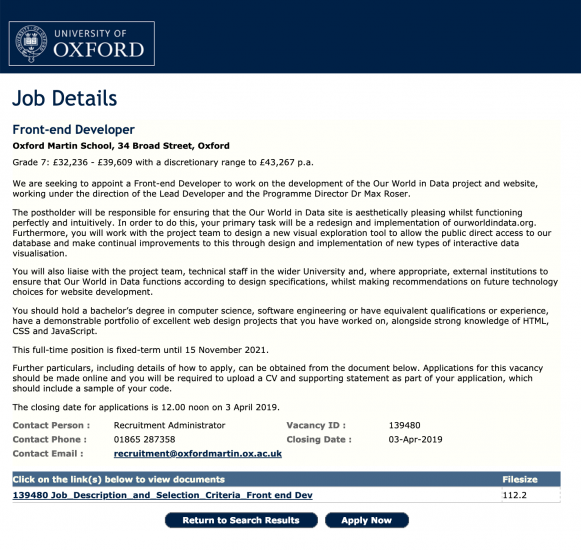 UNIVERSITY OF
OXFORD
Job Details
Front-end Developer
Oxford Martin School, 34 Broad Street, Oxford
Grade 7: £32,236 - £39,609 with a discretionary range to £43,267 p.a.
We are seeking to appoint a Front-end Developer to work on the development of the Our World in Data project and website,
working under the direction of the Lead Developer and the Programme Director Dr Max Roser.
The postholder will be responsible for ensuring that the Our World in Data site is aesthetically pleasing whilst functioning
perfectly and intuitively. In order to do this, your primary task will be a redesign and implementation of ourworldindata.org.
Furthermore, you will work with the project team to design a new visual exploration tool to allow the public direct access to our
database and make continual improvements to this through design and implementation of new types of interactive data
visualisation.
You will also liaise with the project team, technical staff in the wider University and, where appropriate, external institutions to
ensure that Our World in Data functions according to design specifications, whilst making recommendations on future technology
choices for website development.
You should hold a bachelor's degree in computer science, software engineering or have equivalent qualifications or experience,
have a demonstrable portfolio of excellent web design projects that you have worked on, alongside strong knowledge of HTML,
CSS and JavaScript.
This full-time position is fixed-term until 15 November 2021.
Further particulars, including details of how to apply, can be obtained from the document below. Applications for this vacancy
should be made online and you will be required to upload a CV and supporting statement as part of your application, which
should include a sample of your code.
The closing date for applications is 12.00 noon on 3 April 2019.
Contact Person : Recruitment Administrator Vacancy ID : 139480
Contact Phone : 01865 287358 Closing Date : 03-Apr-2019
Contact Email : recruitment@oxfordmartin.ox.ac.uk
Click on the link(s) below to view documents Filesize
139480 Job_Description_and_Selection_Criteria_Front end Dev 112.2
Return to Search Results Apply Now